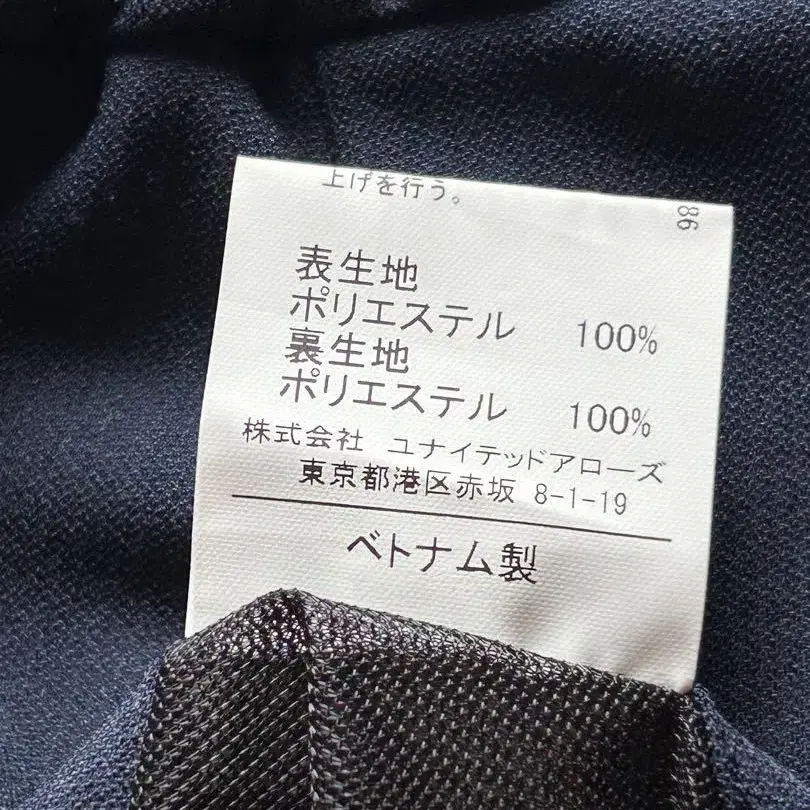 上げを行う。
86
表生地
ポリエステル 100%
裏生地
ポリエステル 100%
株式会社 ユナイテッドアローズ
東京都港区赤坂 8-1-19
ベトナム製